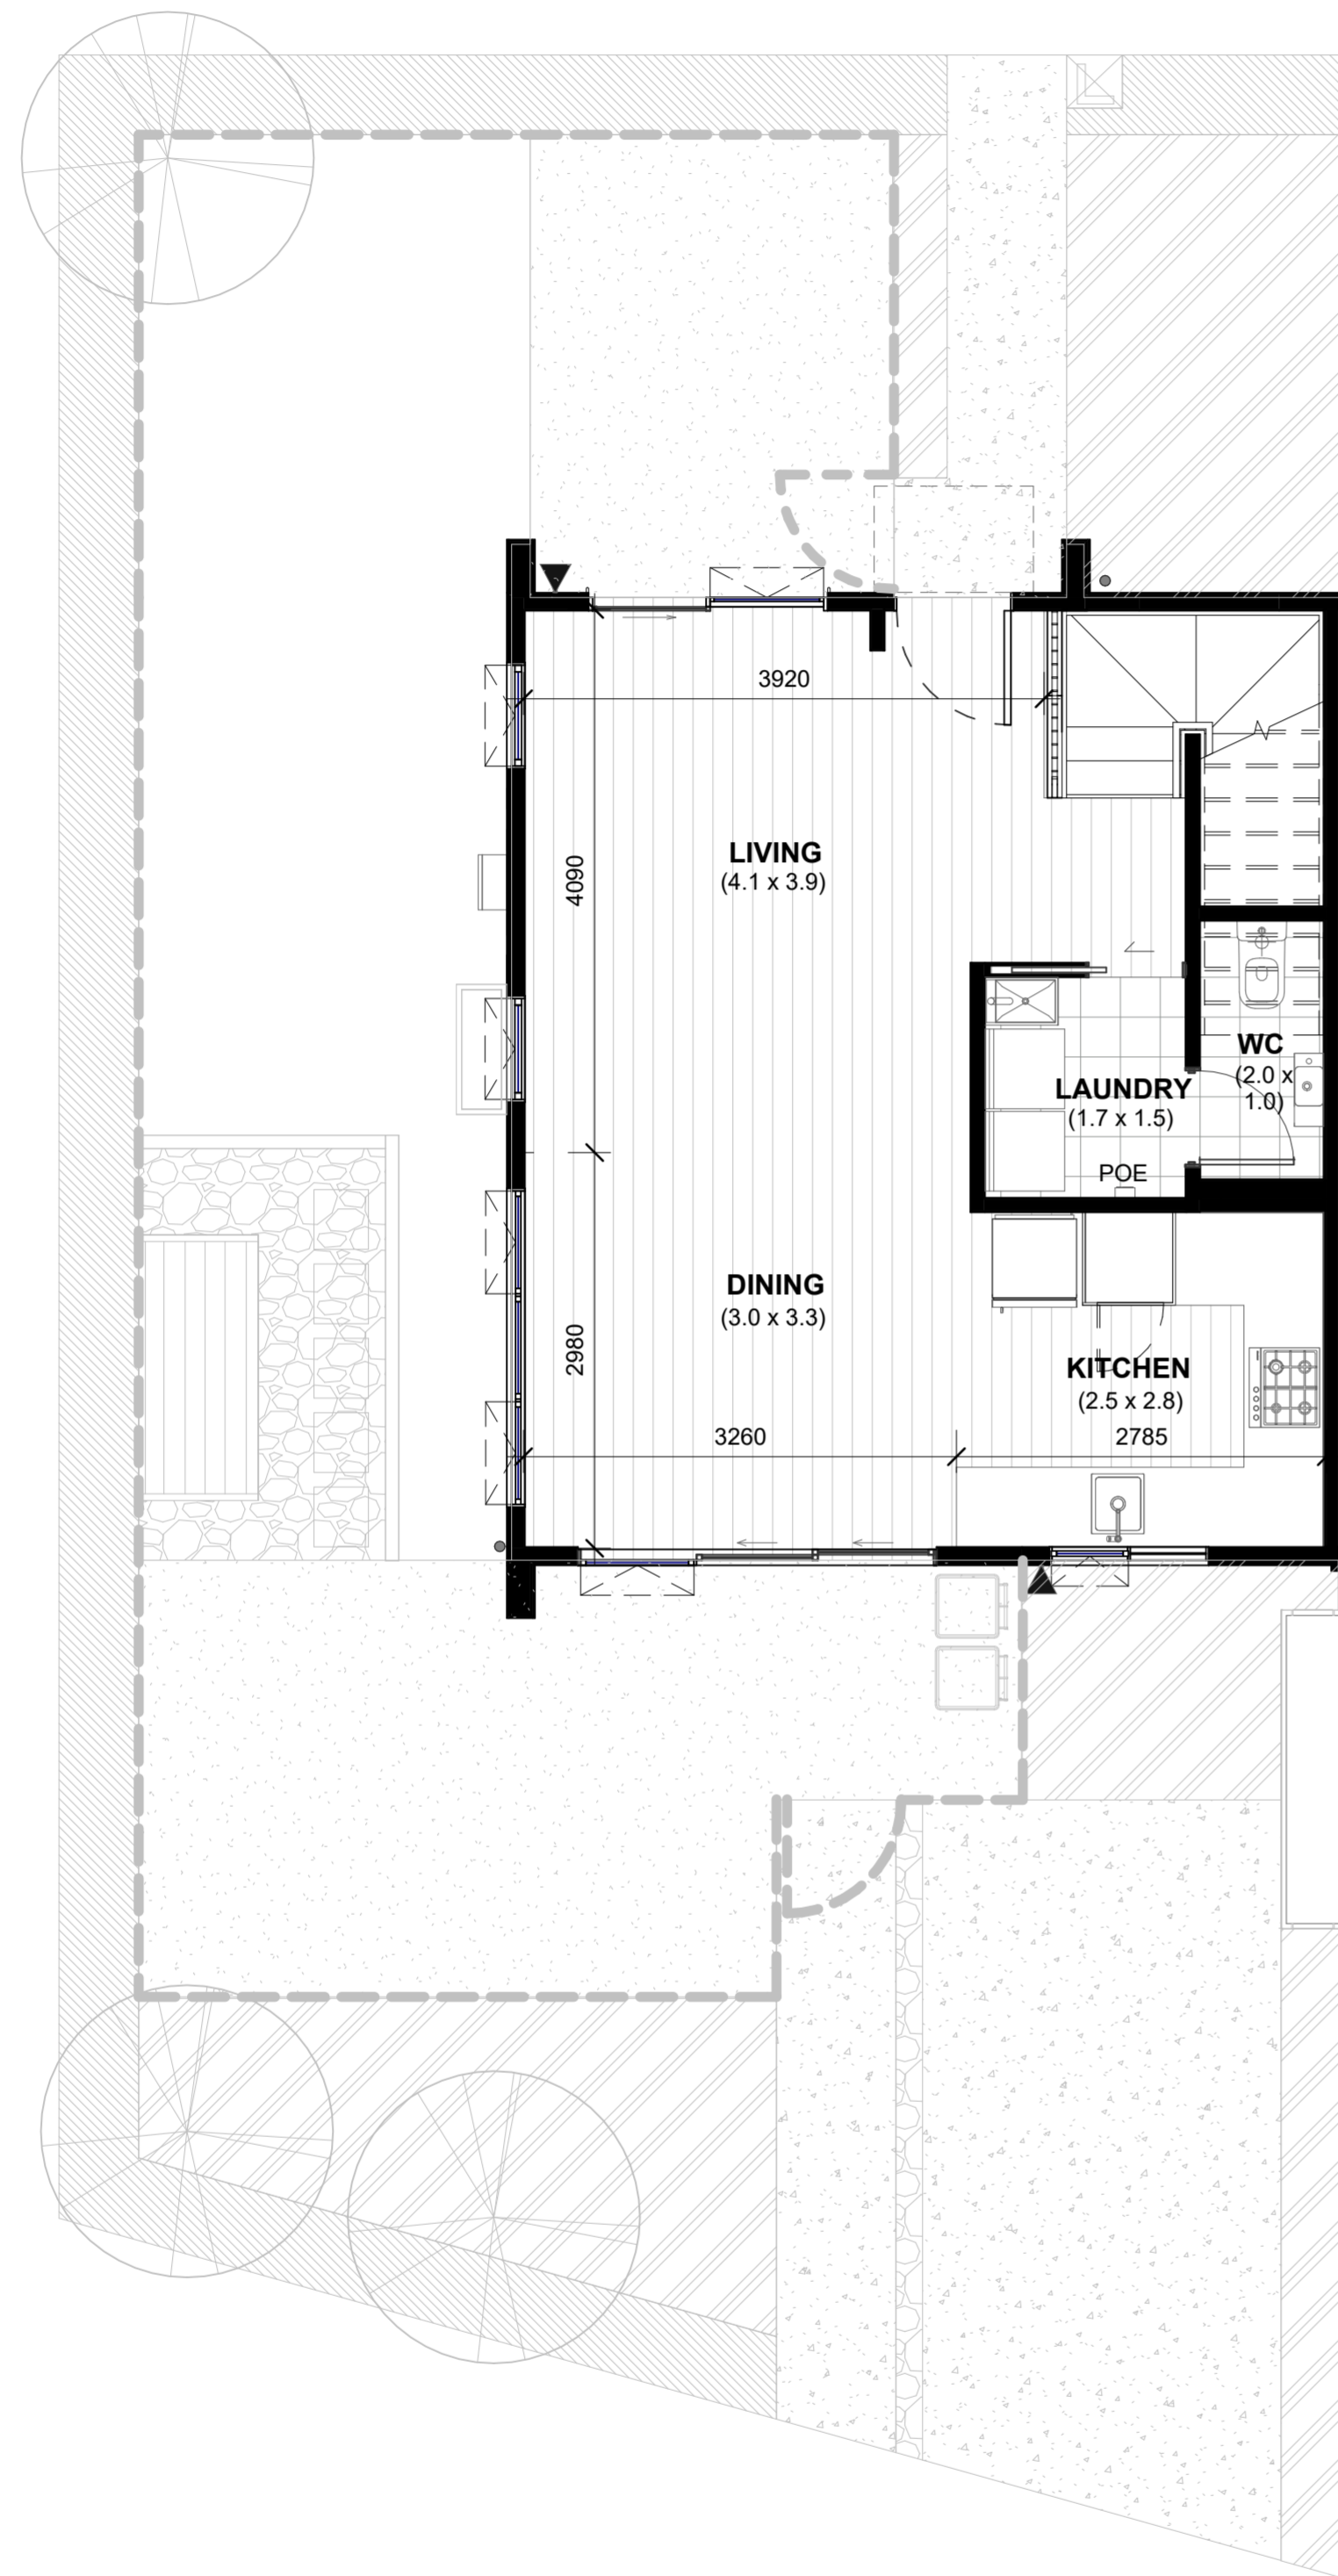 3920
LIVING
(4.1 x 3.9)
4090
WC
(2.0 x
1.0)
LAUNDRY
(1.7 x 1.5)
POE
DINING
(3.0 x 3.3)
2980
KITCHEN
(2.5 x 2.8)
3260
2785